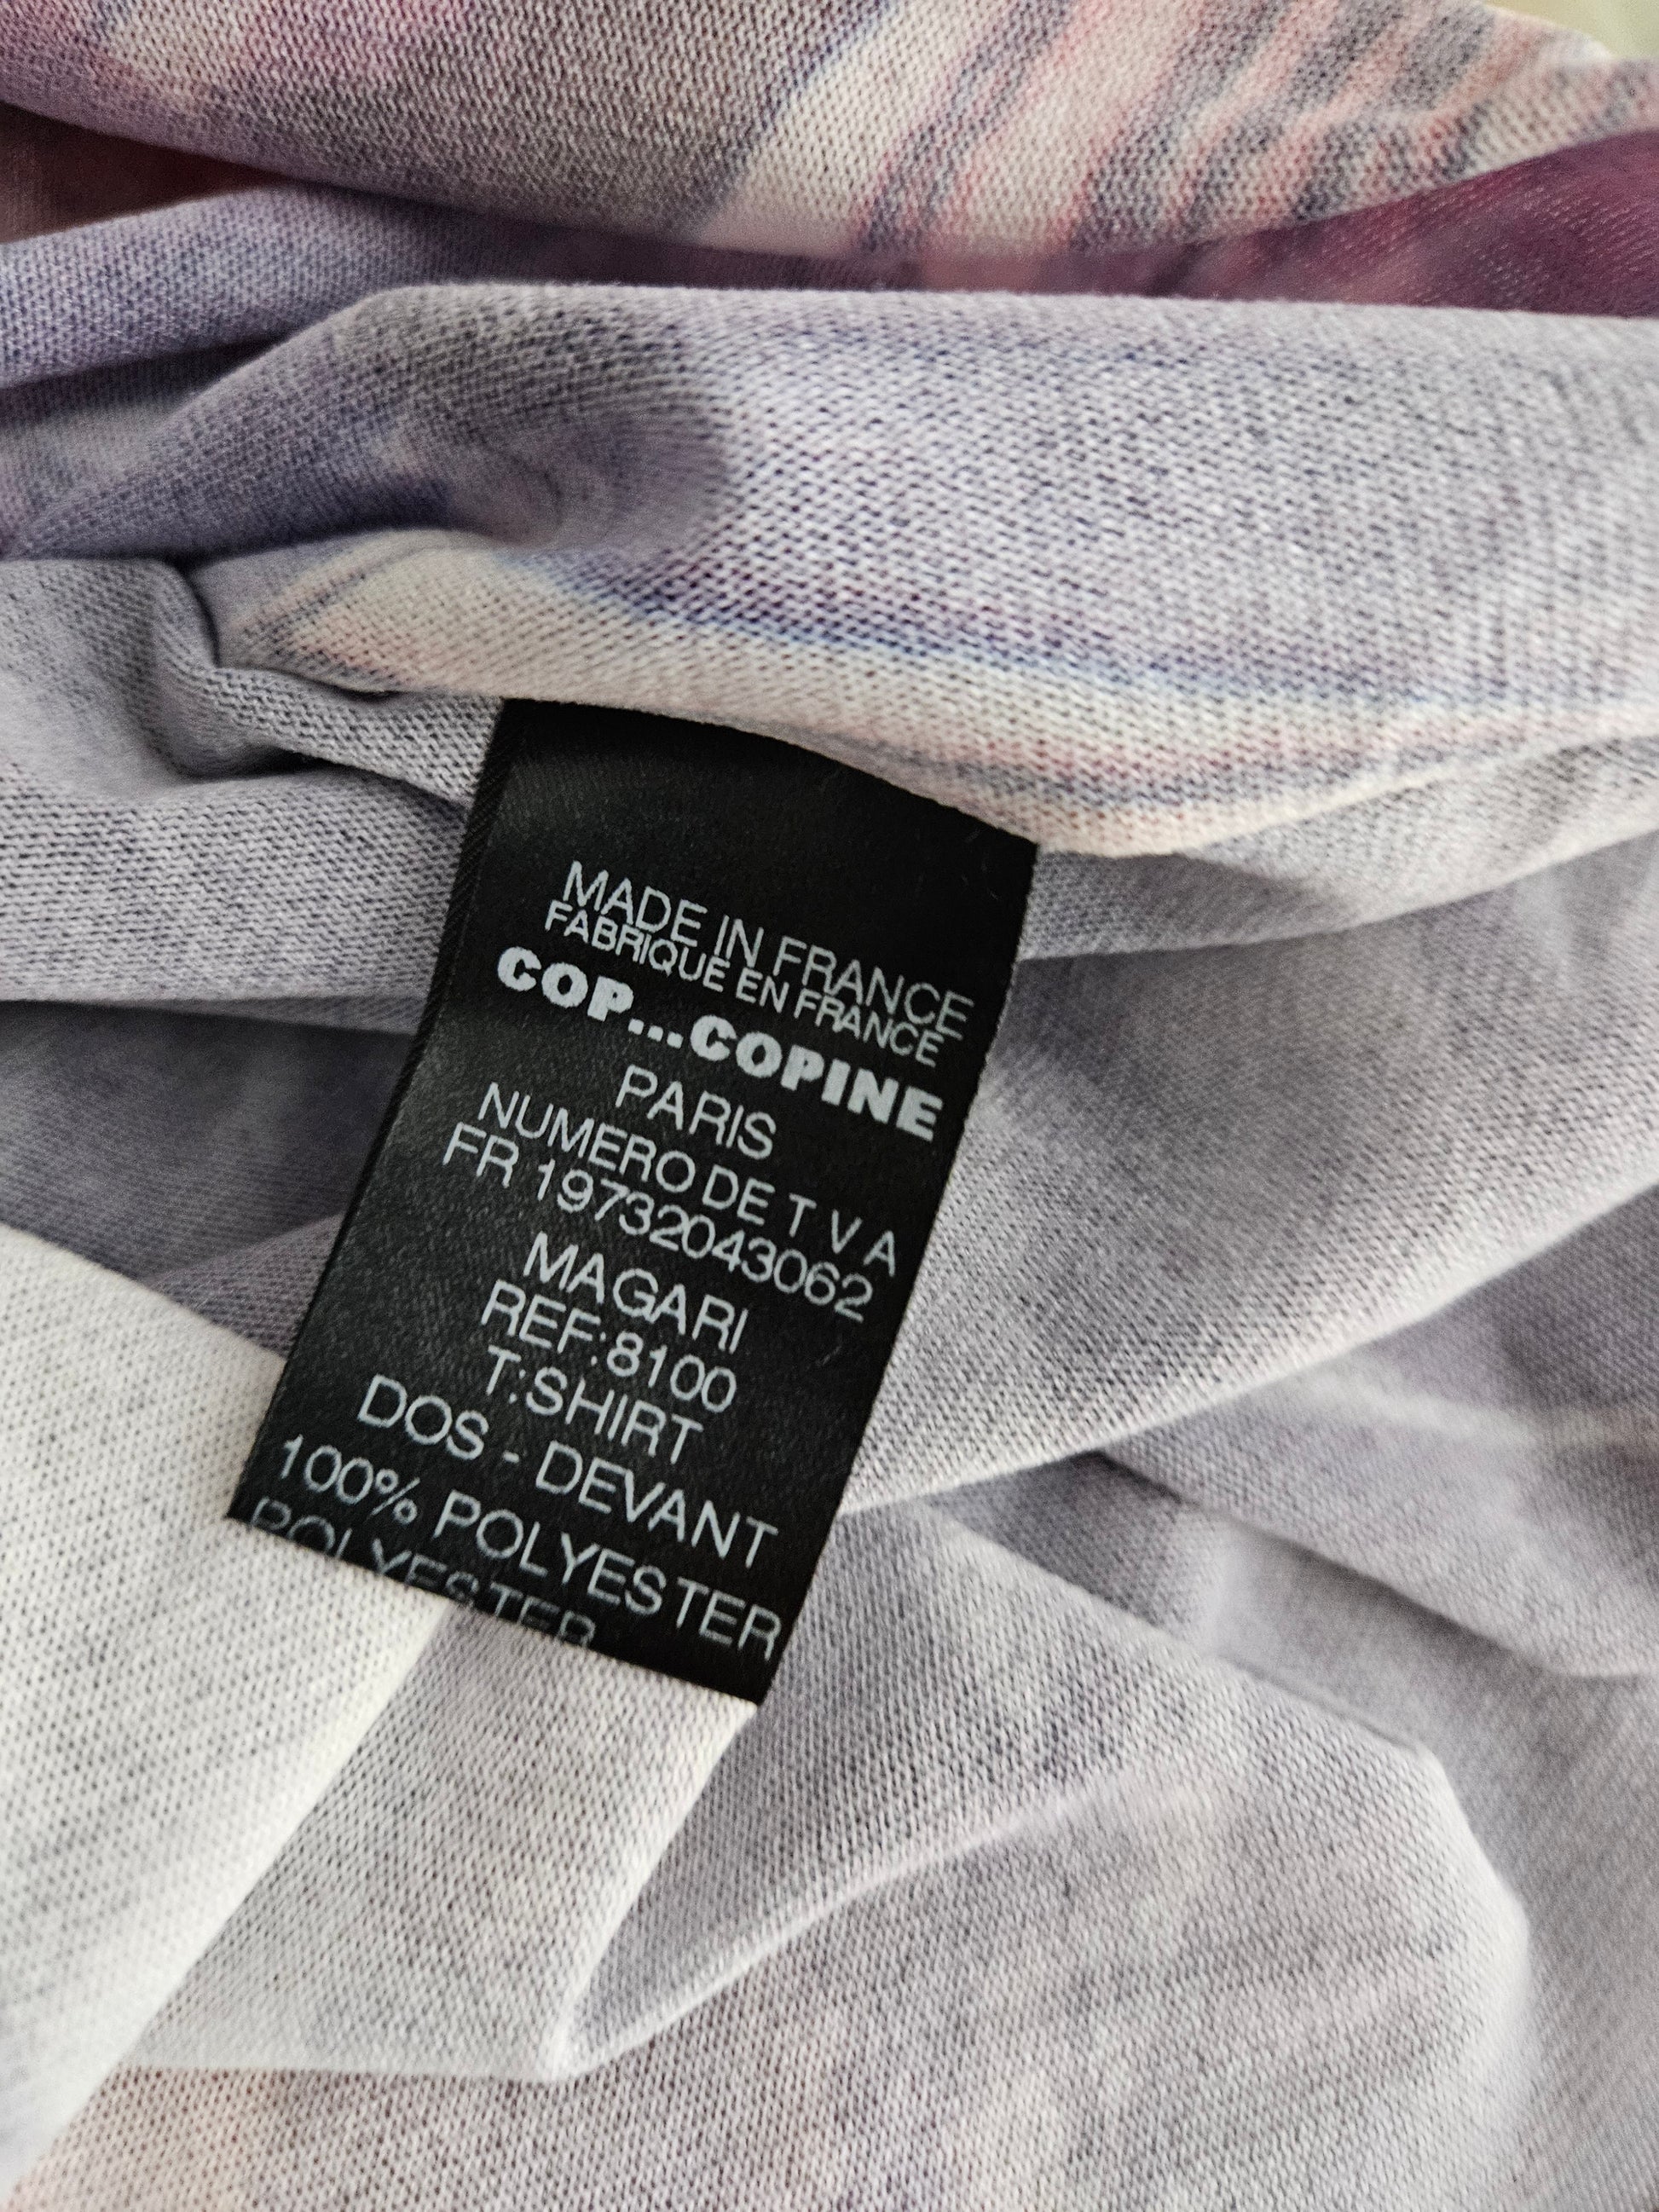 MADE IN FRANCE
FABRIQUE EN FRANCE
COP...COPINE
PARIS
NUMERO DE T V A
FR 19732043062
MAGARI
REF:8100
T:SHIRT
DOS - DEVANT
100% POLYESTER
POLYESTER